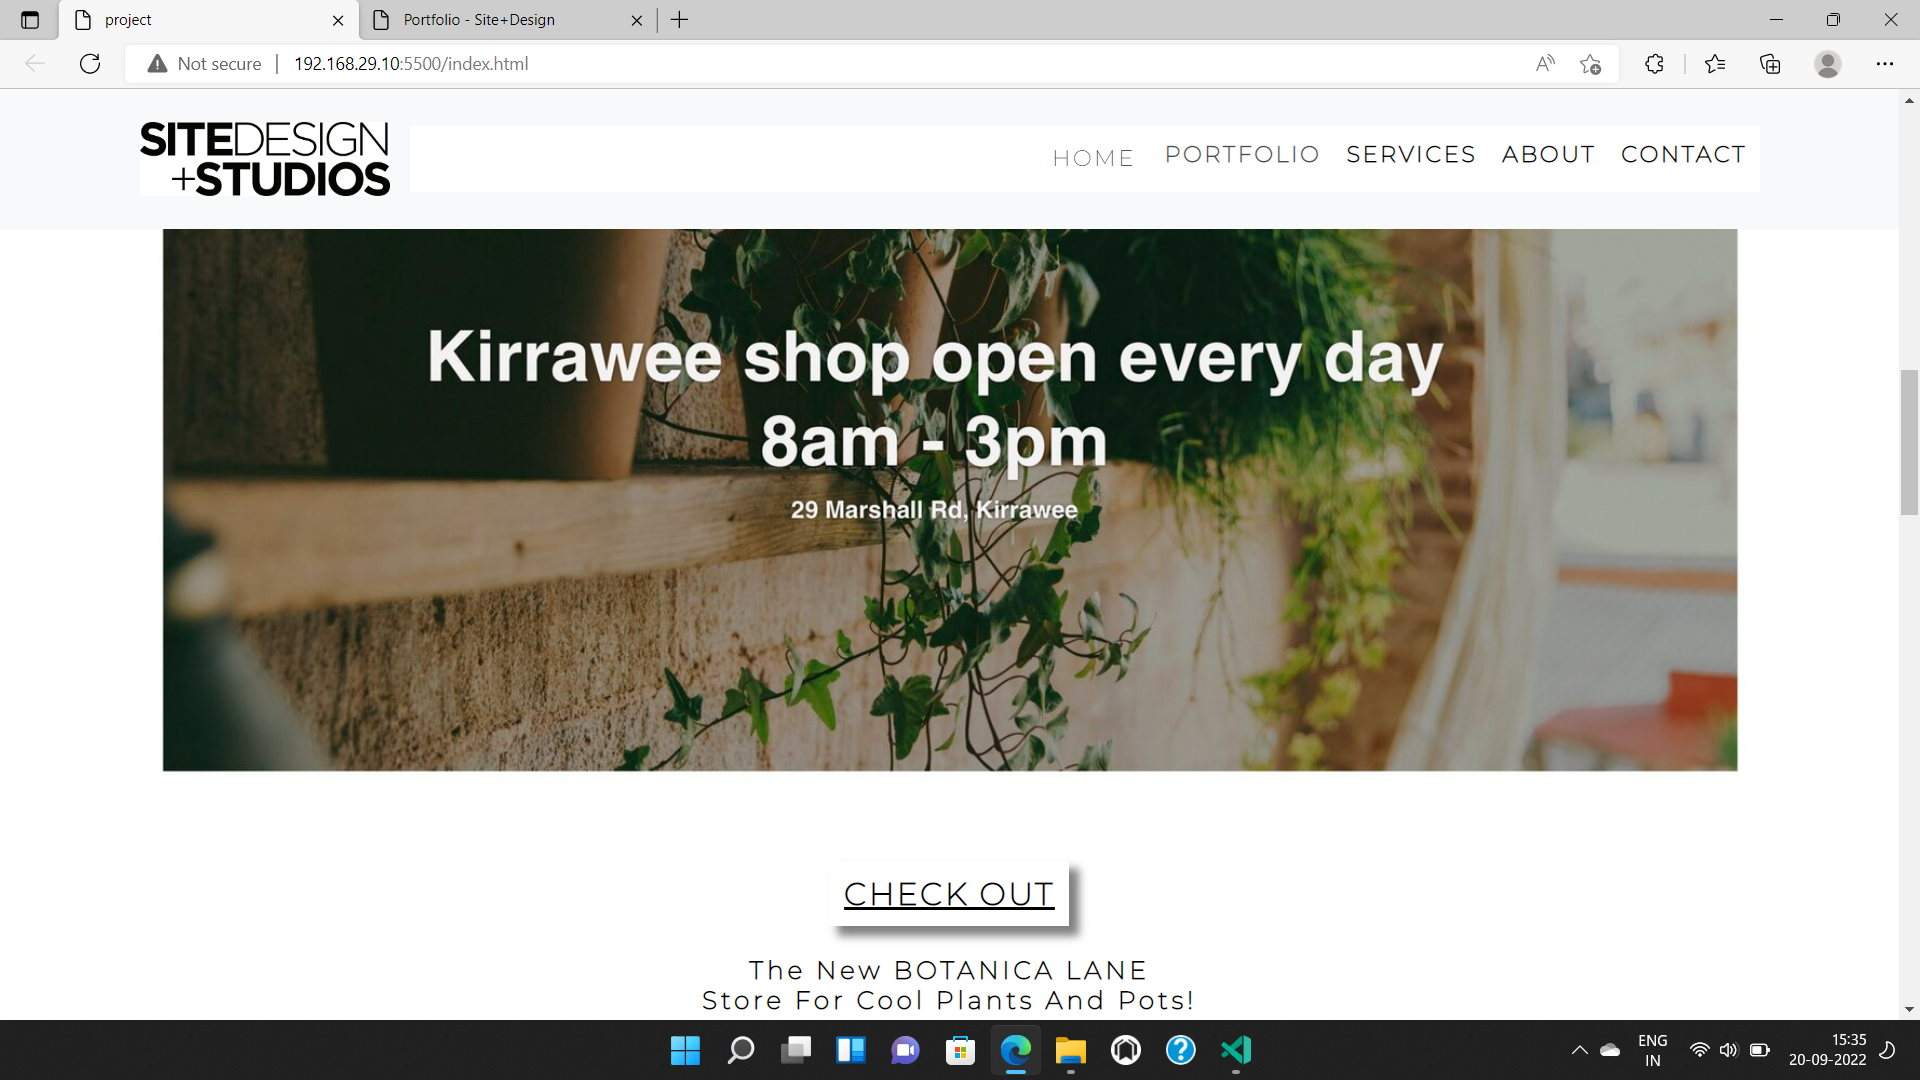 project
Portfolio - Site+Design
Not secure
192.168.29.10:5500/index.html
SITEDESIGN
+STUDIOS
HOME PORTFOLIO SERVICES ABOUT CONTACT
Kirrawee shop open every day
8am - 3pm
29 Marshall Rd, Kirrawee
CHECK OUT
The New BOTANICA LANE
Store For Cool Plants And Pots!
ENG
IN
15:35
20-09-2022